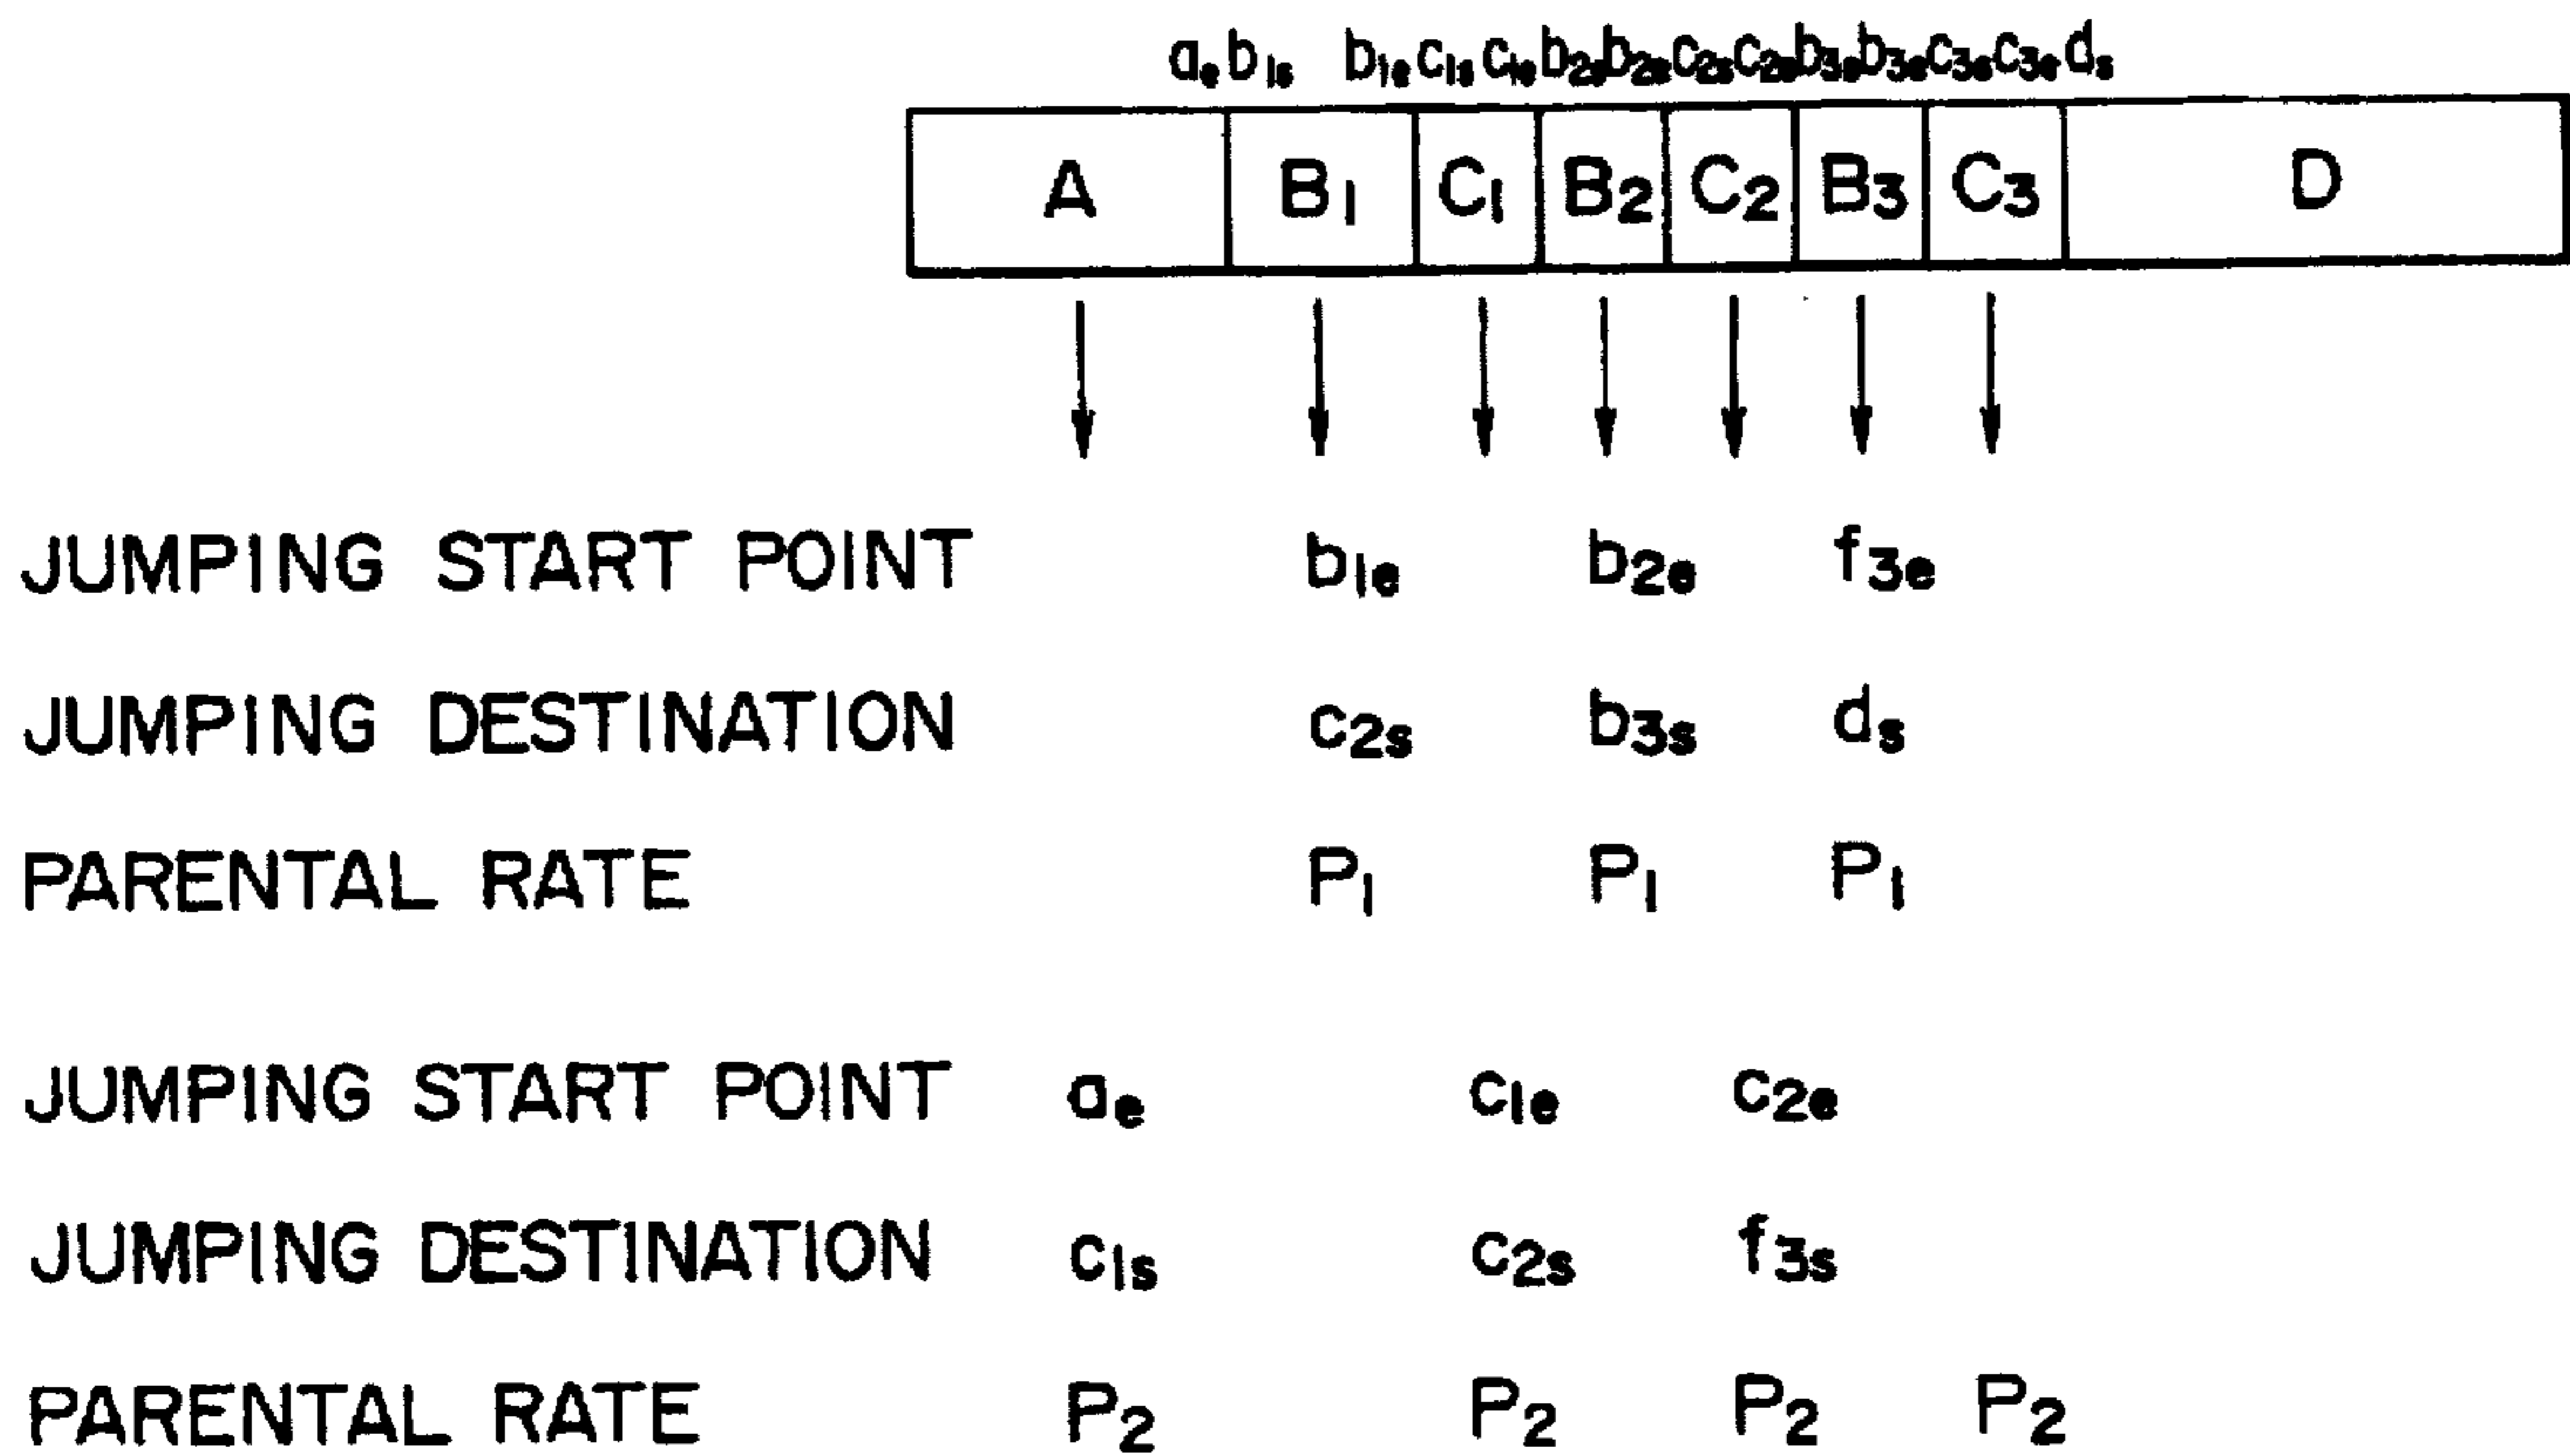 aₑ b₁ₛ b₁ₑ c₁ₛ c₁ₑ b₂ₛ b₂ₑ c₂ₛ c₂ₑ b₃ₛ b₃ₑ c₃ₛ c₃ₑ dₛ
A B₁ C₁ B₂ C₂ B₃ C₃ D
JUMPING START POINT b₁ₑ b₂ₑ f₃ₑ
JUMPING DESTINATION c₂ₛ b₃ₛ dₛ
PARENTAL RATE P₁ P₁ P₁
JUMPING START POINT aₑ c₁ₑ c₂ₑ
JUMPING DESTINATION c₁ₛ c₂ₛ f₃ₛ
PARENTAL RATE P₂ P₂ P₂ P₂